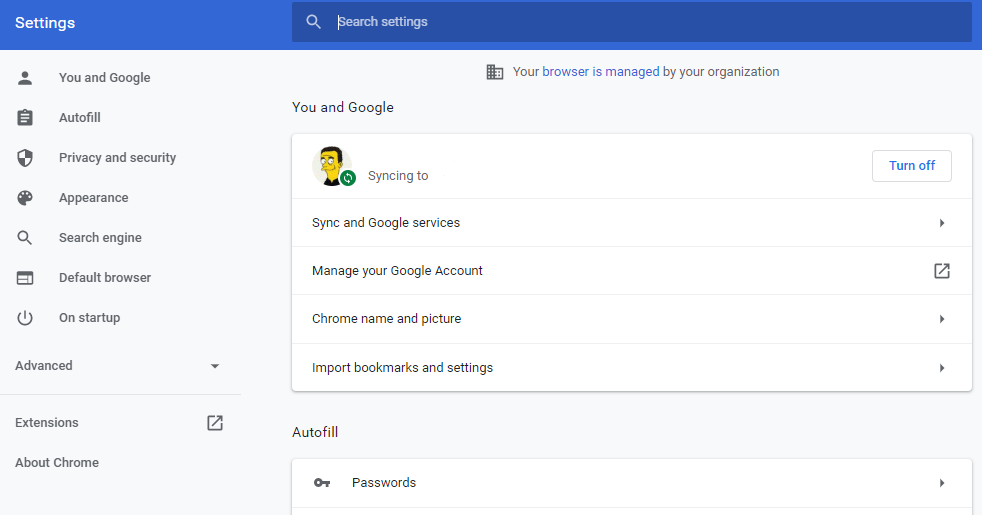 Settings
Search settings
You and Google
Autofill
Privacy and security
Appearance
Search engine
Default browser
On startup
Advanced
Extensions
About Chrome
Your browser is managed by your organization
You and Google
Syncing to
Turn off
Sync and Google services
Manage your Google Account
Chrome name and picture
Import bookmarks and settings
Autofill
Passwords